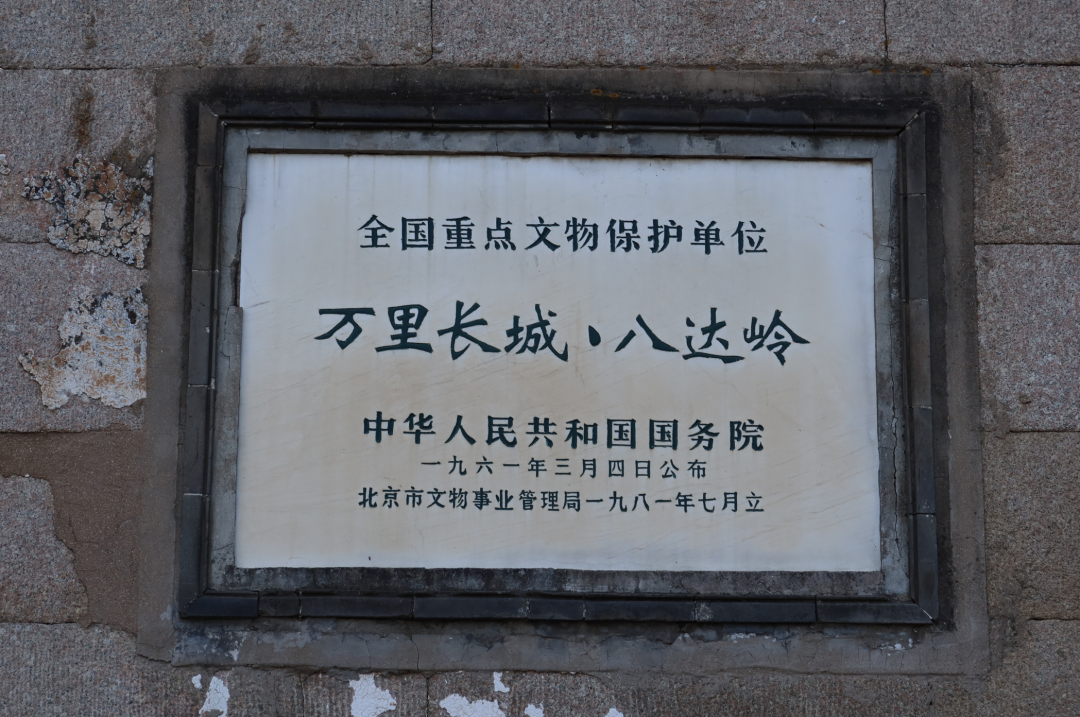 全国重点文物保护单位
万里长城·八达岭
中华人民共和国国务院
一九六一年三月四日公布
北京市文物事业管理局一九八一年七月立